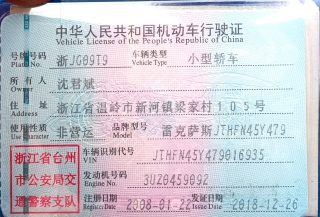 中华人民共和国机动车行驶证
Vehicle License of the People's Republic of China
号牌号码 浙JG09T9 车辆类型 小型轿车
Plate No. Vehicle Type
所有人 沈君斌
Owner
住址 浙江省温岭市新河镇梁家村105号
Address
使用性质 非营运 品牌型号 雷克萨斯JTHFN45Y479
Use Character Model
浙江省台州 车辆识别代号 JTHFN45Y479016935
VIN
市公安局交 发动机号码 3UZ0459092
Engine No.
通警察支队 注册日期 2008-01-22 发证日期 2018-12-26
Register Date Issue Date